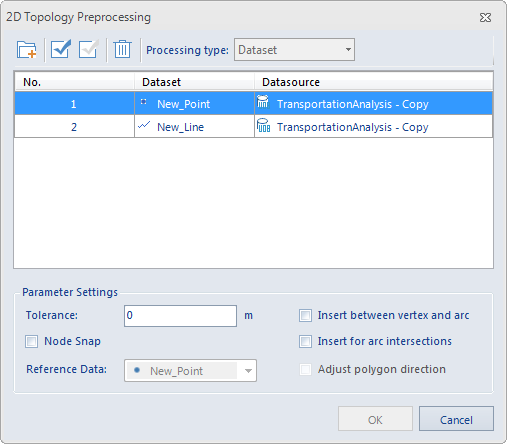 2D Topology Preprocessing
Processing type: Dataset
No. Dataset Datasource
1 New_Point TransportationAnalysis - Copy
2 New_Line TransportationAnalysis - Copy
Parameter Settings
Tolerance: 0 m Insert between vertex and arc
Node Snap Insert for arc intersections
Reference Data: New_Point Adjust polygon direction
OK Cancel